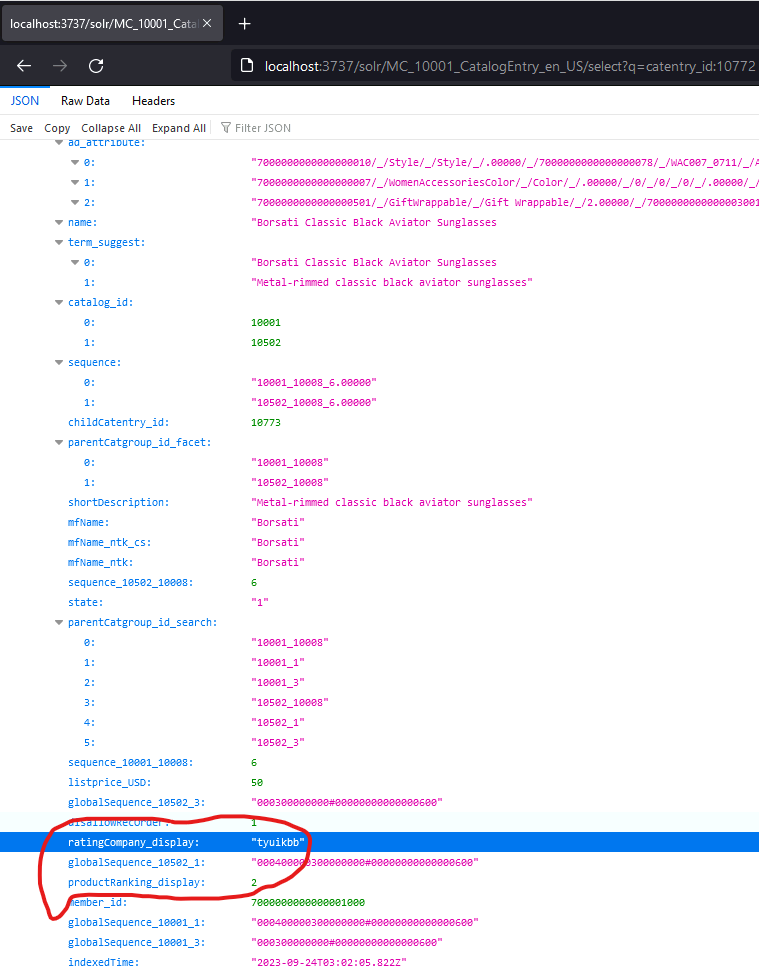 localhost:3737/solr/MC_10001_Cata
localhost:3737/solr/MC_10001_CatalogEntry_en_US/select?q=catentry_id:10772
JSON Raw Data Headers
Save Copy Collapse All Expand All Filter JSON
ad_attribute:
0: "7000000000000000010/_/Style/_/Style/_/.00000/_/7000000000000000078/_/WAC007_0711/_/A
1: "7000000000000000007/_/WomenAccessoriesColor/_/Color/_/.00000/_/0/_/0/_/0/_/.00000/_/
2: "7000000000000000501/_/GiftWrappable/_/Gift Wrappable/_/2.00000/_/7000000000000003001
name: "Borsati Classic Black Aviator Sunglasses
term_suggest:
0: "Borsati Classic Black Aviator Sunglasses
1: "Metal-rimmed classic black aviator sunglasses"
catalog_id:
0: 10001
1: 10502
sequence:
0: "10001_10008_6.00000"
1: "10502_10008_6.00000"
childCatentry_id: 10773
parentCatgroup_id_facet:
0: "10001_10008"
1: "10502_10008"
shortDescription: "Metal-rimmed classic black aviator sunglasses"
mfName: "Borsati"
mfName_ntk_cs: "Borsati"
mfName_ntk: "Borsati"
sequence_10502_10008: 6
state: "1"
parentCatgroup_id_search:
0: "10001_10008"
1: "10001_1"
2: "10001_3"
3: "10502_10008"
4: "10502_1"
5: "10502_3"
sequence_10001_10008: 6
listprice_USD: 50
globalSequence_10502_3: "000300000000#00000000000000600"
disallowRecOrder: 1
ratingCompany_display: "tyuikbb"
globalSequence_10502_1: "000400000300000000#00000000000000600"
productRanking_display: 2
member_id: 7000000000000001000
globalSequence_10001_1: "000400000300000000#00000000000000600"
globalSequence_10001_3: "000300000000#00000000000000600"
indexedTime: "2023-09-24T03:02:05.822Z"